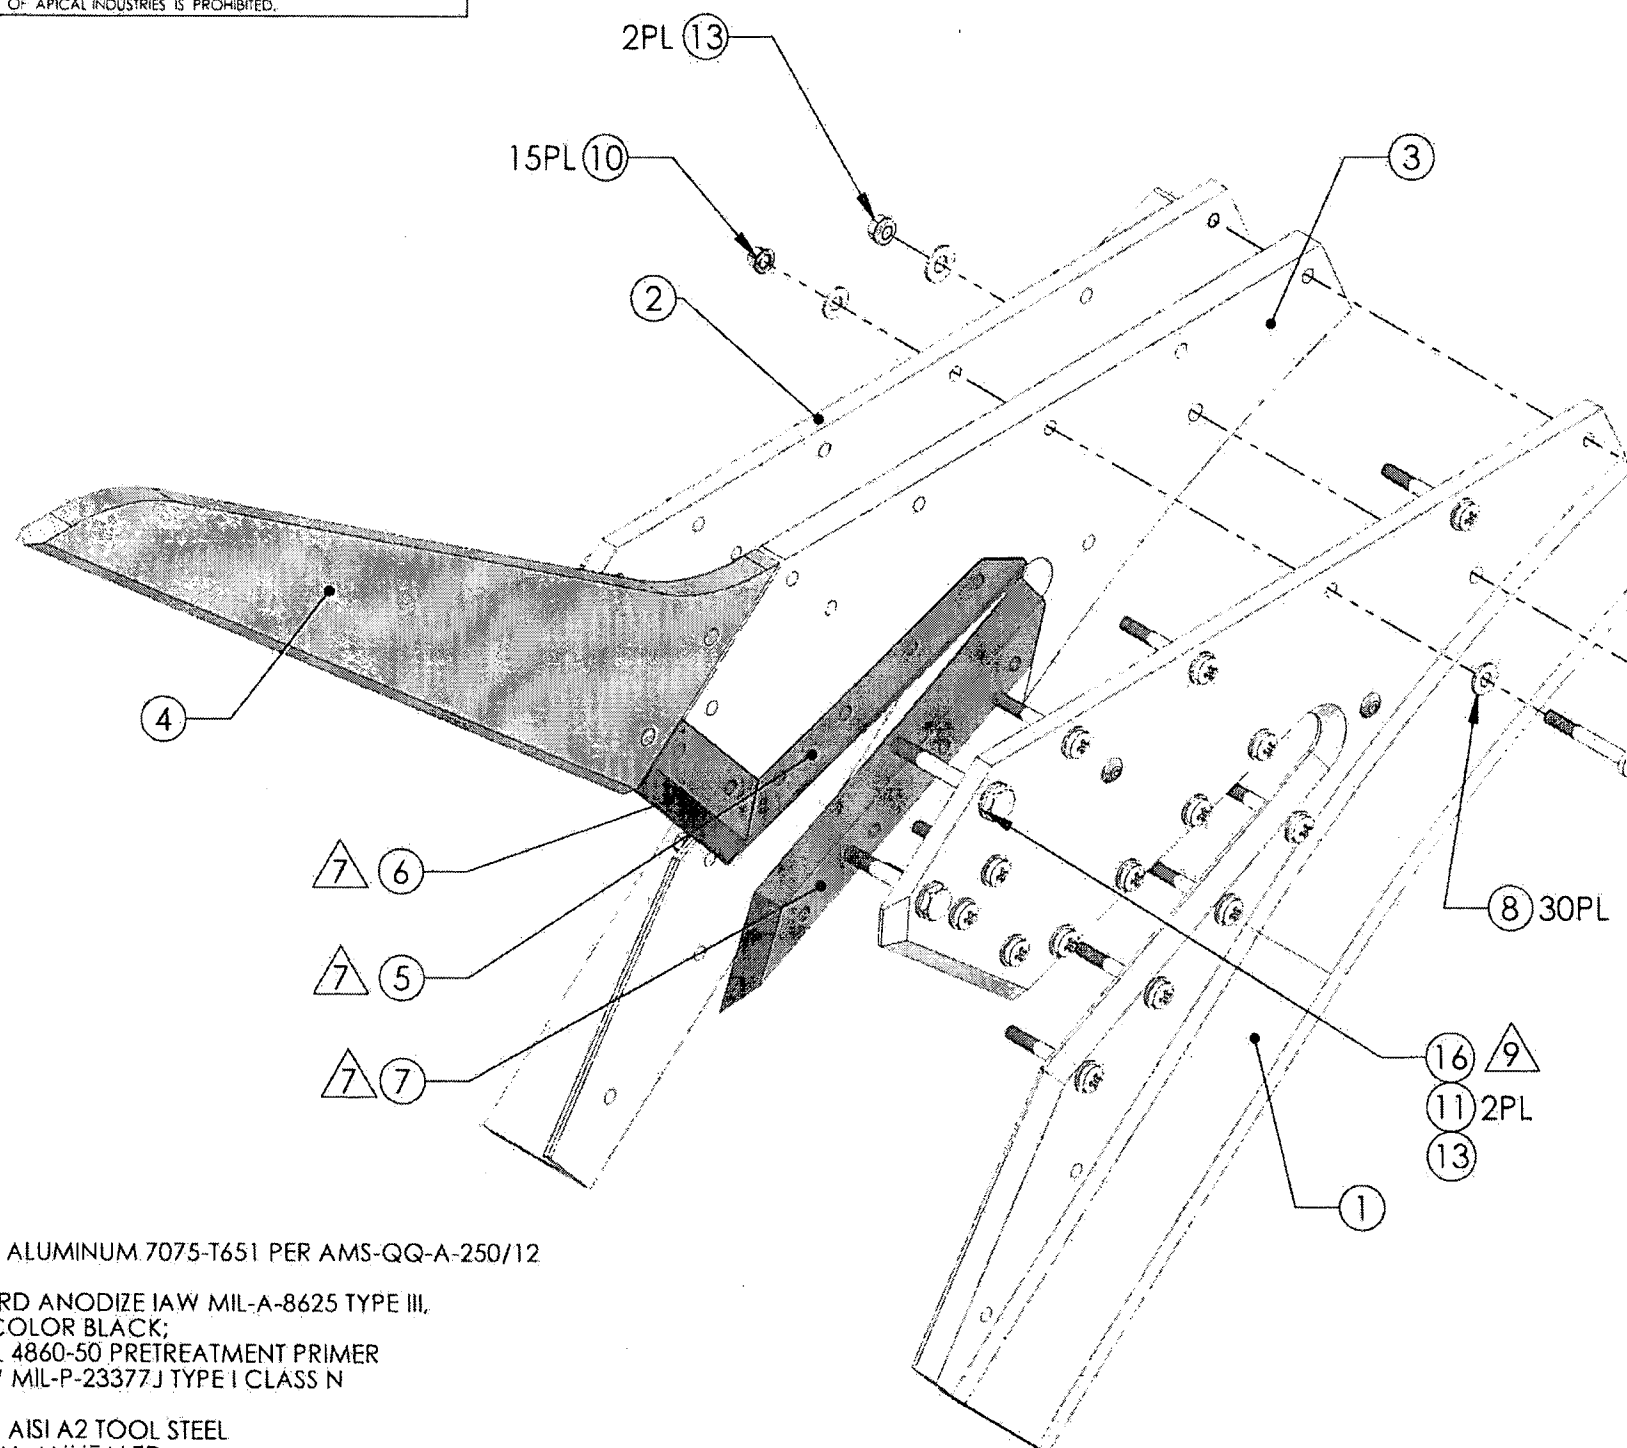 OF APICAL INDUSTRIES IS PROHIBITED.
2PL 13
15PL 10
3
2
4
7 6
7 5
7 7
8 30PL
16 9
11 2PL
13
1
ALUMINUM 7075-T651 PER AMS-QQ-A-250/12
RD ANODIZE IAW MIL-A-8625 TYPE III,
COLOR BLACK;
4860-50 PRETREATMENT PRIMER
MIL-P-23377J TYPE I CLASS N
AISI A2 TOOL STEEL